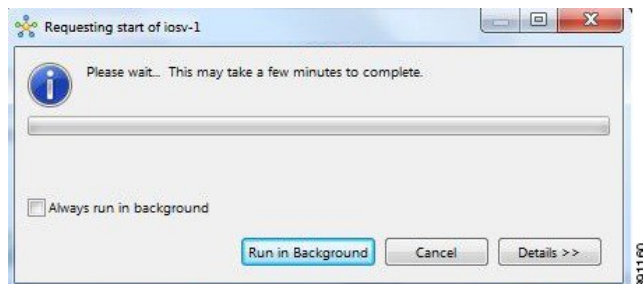 Requesting start of iosv-1
Please wait... This may take a few minutes to complete.
Always run in background
Run in Background
Cancel
Details >>